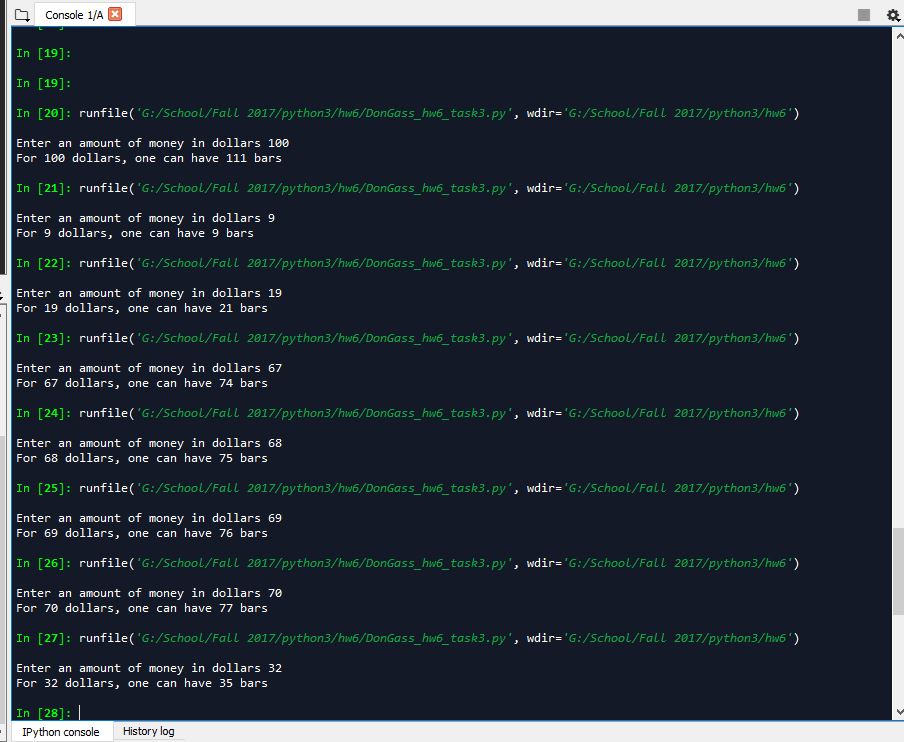 Console 1/A
In [19]:
In [19]:
In [20]: runfile('G:/School/Fall 2017/python3/hw6/DonGass_hw6_task3.py', wdir='G:/School/Fall 2017/python3/hw6')
Enter an amount of money in dollars 100
For 100 dollars, one can have 111 bars
In [21]: runfile('G:/School/Fall 2017/python3/hw6/DonGass_hw6_task3.py', wdir='G:/School/Fall 2017/python3/hw6')
Enter an amount of money in dollars 9
For 9 dollars, one can have 9 bars
In [22]: runfile('G:/School/Fall 2017/python3/hw6/DonGass_hw6_task3.py', wdir='G:/School/Fall 2017/python3/hw6')
Enter an amount of money in dollars 19
For 19 dollars, one can have 21 bars
In [23]: runfile('G:/School/Fall 2017/python3/hw6/DonGass_hw6_task3.py', wdir='G:/School/Fall 2017/python3/hw6')
Enter an amount of money in dollars 67
For 67 dollars, one can have 74 bars
In [24]: runfile('G:/School/Fall 2017/python3/hw6/DonGass_hw6_task3.py', wdir='G:/School/Fall 2017/python3/hw6')
Enter an amount of money in dollars 68
For 68 dollars, one can have 75 bars
In [25]: runfile('G:/School/Fall 2017/python3/hw6/DonGass_hw6_task3.py', wdir='G:/School/Fall 2017/python3/hw6')
Enter an amount of money in dollars 69
For 69 dollars, one can have 76 bars
In [26]: runfile('G:/School/Fall 2017/python3/hw6/DonGass_hw6_task3.py', wdir='G:/School/Fall 2017/python3/hw6')
Enter an amount of money in dollars 70
For 70 dollars, one can have 77 bars
In [27]: runfile('G:/School/Fall 2017/python3/hw6/DonGass_hw6_task3.py', wdir='G:/School/Fall 2017/python3/hw6')
Enter an amount of money in dollars 32
For 32 dollars, one can have 35 bars
In [28]:
IPython console History log